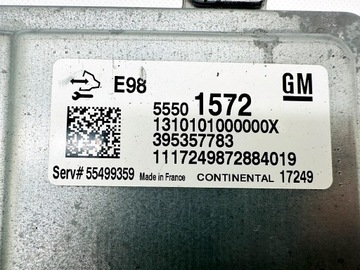 E98
GM
5550 1572
1310101000000X
395357783
1117249872884019
Serv# 55499359 Made in France CONTINENTAL 17249